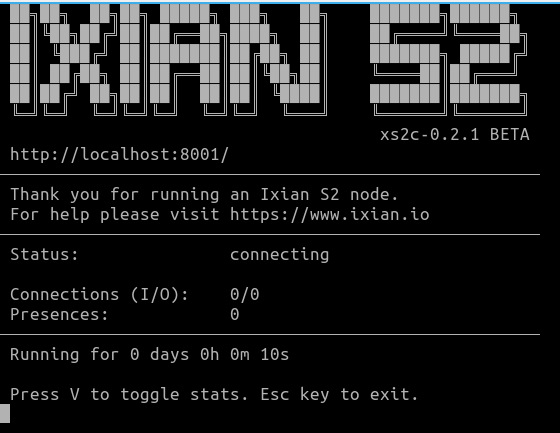 IXIAN S2
xs2c-0.2.1 BETA
http://localhost:8001/
Thank you for running an Ixian S2 node.
For help please visit https://www.ixian.io
Status: connecting
Connections (I/O): 0/0
Presences: 0
Running for 0 days 0h 0m 10s
Press V to toggle stats. Esc key to exit.